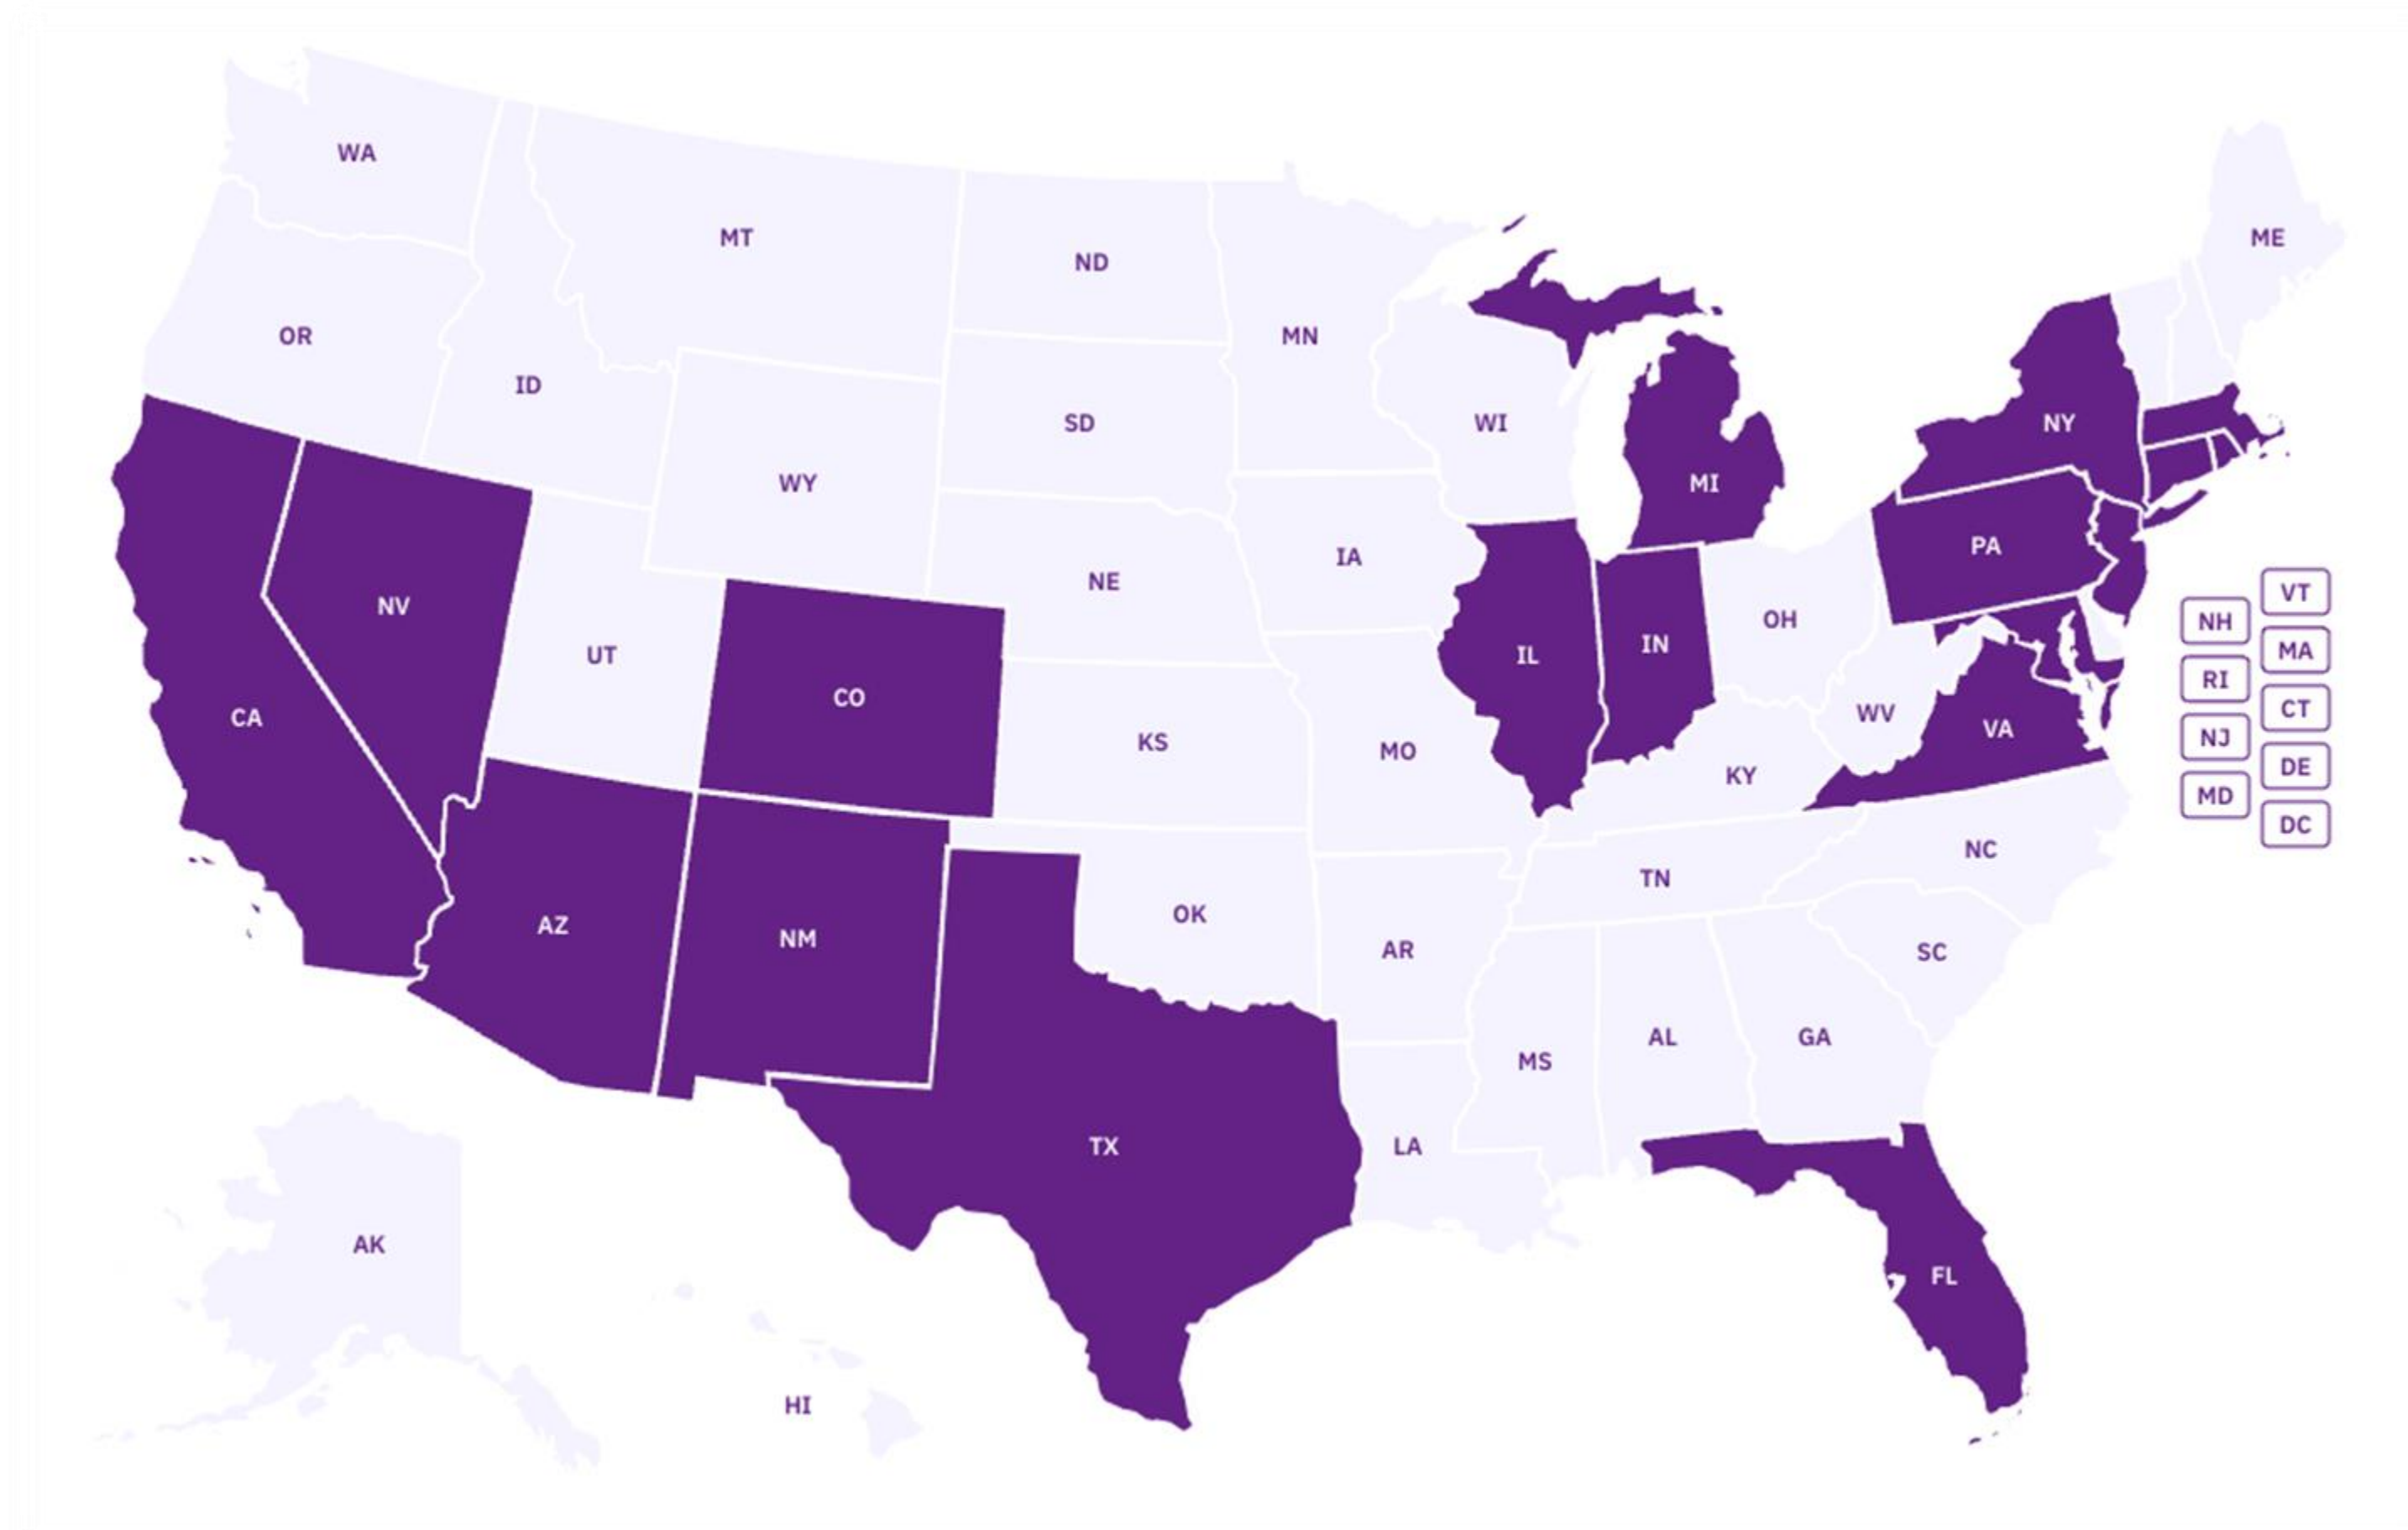 WA
MT
ND
ME
OR
MN
ID
SD
WI
NY
WY
MI
PA
IA
NE
VT
NV
OH
NH
IN
UT
IL
MA
RI
CO
CT
WV
CA
VA
NJ
KS
MO
DE
KY
MD
DC
NC
TN
OK
AZ
NM
AR
SC
AL
GA
MS
TX
LA
AK
FL
HI